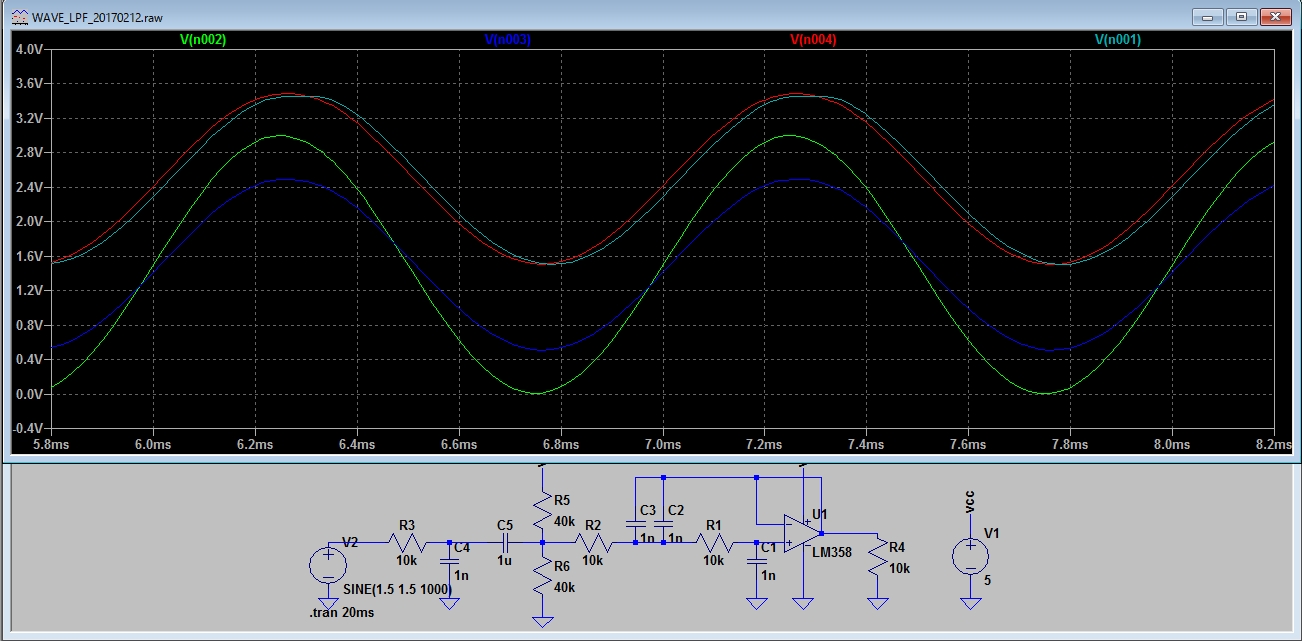 WAVE_LPF_20170212.raw
V(n002) V(n003) V(n004) V(n001)
4.0V
3.6V
3.2V
2.8V
2.4V
2.0V
1.6V
1.2V
0.8V
0.4V
0.0V
-0.4V
5.8ms 6.0ms 6.2ms 6.4ms 6.6ms 6.8ms 7.0ms 7.2ms 7.4ms 7.6ms 7.8ms 8.0ms 8.2ms
V2
SINE(1.5 1.5 1000)
.tran 20ms
R3
10k
C4
1n
C5
1u
R5
40k
R6
40k
R2
10k
C3
1n
C2
1n
R1
10k
C1
1n
U1
LM358
R4
10k
vcc
V1
5